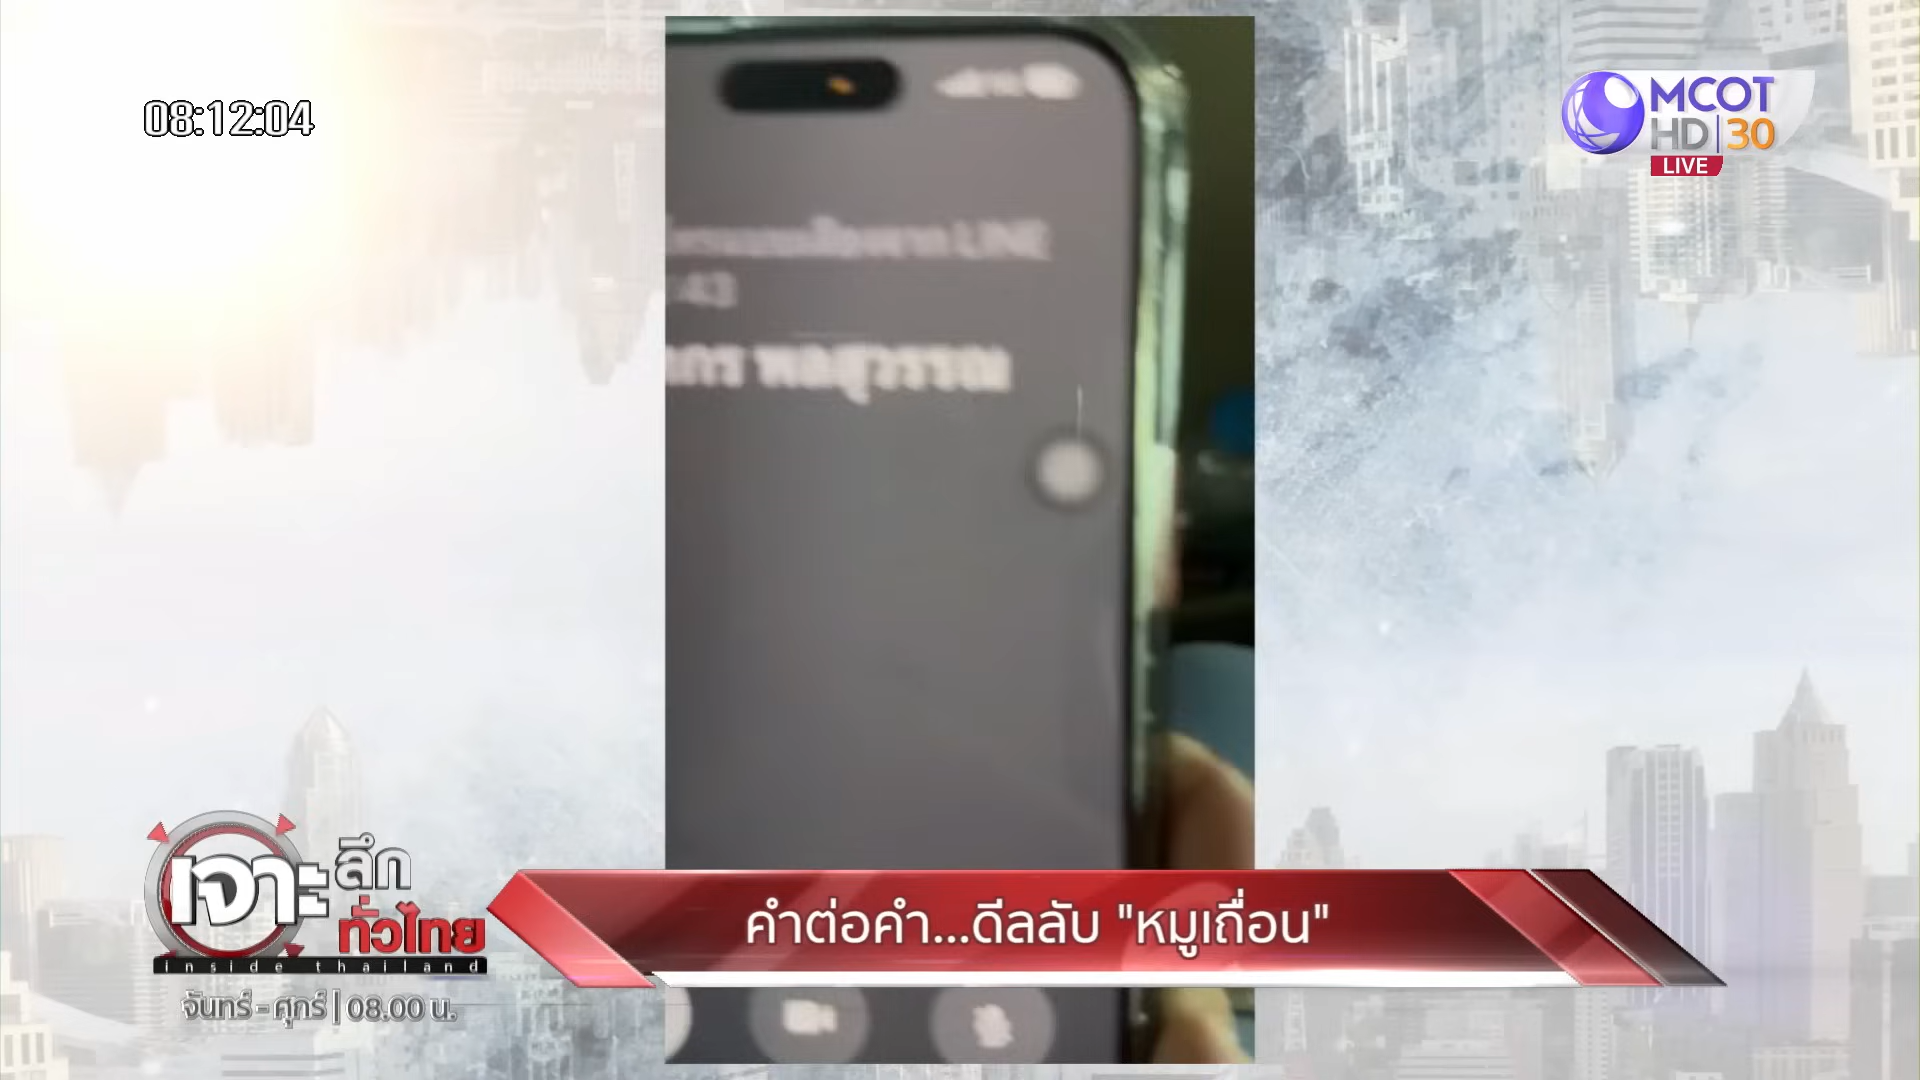 08:12:04
MCOT
HD|30
LIVE
LINE
:43
เจาะลึก
ทั่วไทย
inside thailand
จันทร์ - ศุกร์ | 08.00 น.
คำต่อคำ...ดีลลับ "หมูเถื่อน"